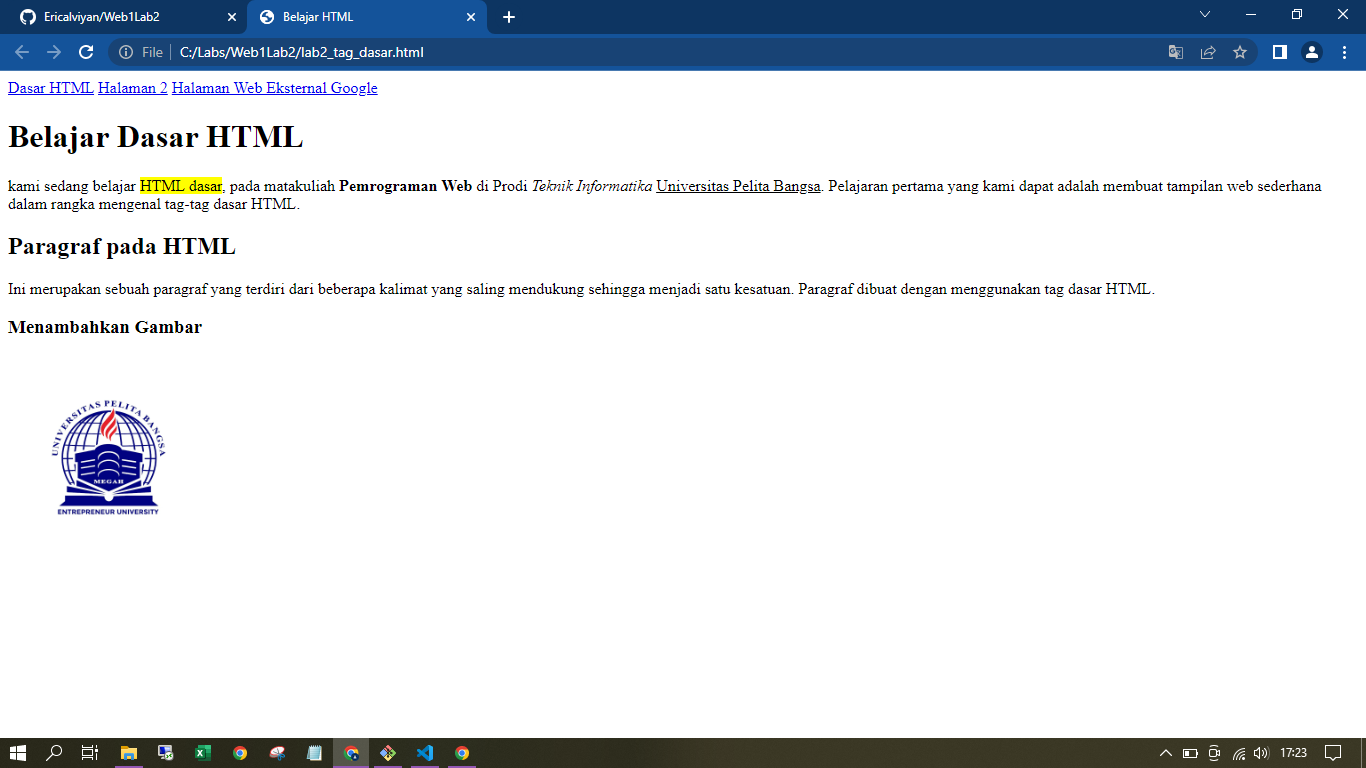 Ericalviyan/Web1Lab2
Belajar HTML
File
C:/Labs/Web1Lab2/lab2_tag_dasar.html
Dasar HTML Halaman 2 Halaman Web Eksternal Google
Belajar Dasar HTML
kami sedang belajar HTML dasar, pada matakuliah Pemrograman Web di Prodi Teknik Informatika Universitas Pelita Bangsa. Pelajaran pertama yang kami dapat adalah membuat tampilan web sederhana
dalam rangka mengenal tag-tag dasar HTML.
Paragraf pada HTML
Ini merupakan sebuah paragraf yang terdiri dari beberapa kalimat yang saling mendukung sehingga menjadi satu kesatuan. Paragraf dibuat dengan menggunakan tag dasar HTML.
Menambahkan Gambar
UNIVERSITAS PELITA BANGSA
MEGAH
ENTREPRENEUR UNIVERSITY
17:23